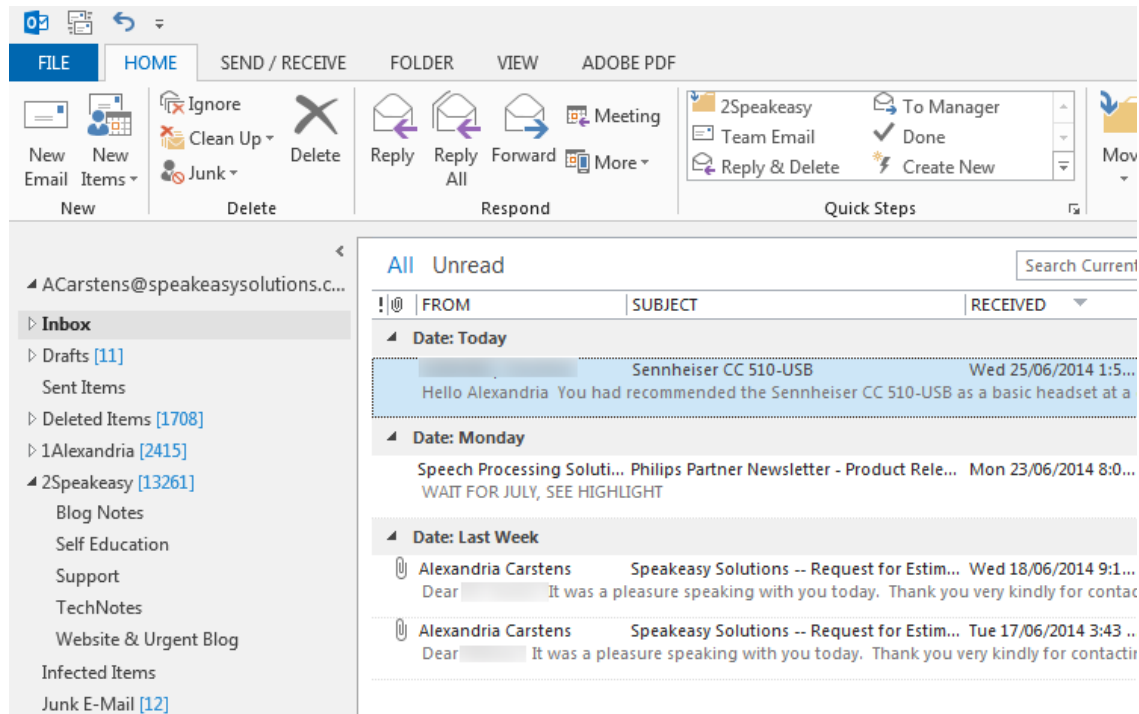 FILE HOME SEND / RECEIVE FOLDER VIEW ADOBE PDF
New Email
New Items
Ignore
Clean Up
Junk
Delete
Reply
Reply All
Forward
Meeting
More
2Speakeasy
Team Email
Reply & Delete
To Manager
Done
Create New
Mov
New Delete Respond Quick Steps
ACarstens@speakeasysolutions.c...
Inbox
Drafts [11]
Sent Items
Deleted Items [1708]
1Alexandria [2415]
2Speakeasy [13261]
Blog Notes
Self Education
Support
TechNotes
Website & Urgent Blog
Infected Items
Junk E-Mail [12]
All Unread
Search Current
! FROM SUBJECT RECEIVED
Date: Today
Sennheiser CC 510-USB Wed 25/06/2014 1:5...
Hello Alexandria You had recommended the Sennheiser CC 510-USB as a basic headset at a
Date: Monday
Speech Processing Soluti... Philips Partner Newsletter - Product Rele... Mon 23/06/2014 8:0...
WAIT FOR JULY, SEE HIGHLIGHT
Date: Last Week
Alexandria Carstens Speakeasy Solutions -- Request for Estim... Wed 18/06/2014 9:1...
Dear It was a pleasure speaking with you today. Thank you very kindly for contac
Alexandria Carstens Speakeasy Solutions -- Request for Estim... Tue 17/06/2014 3:43 ...
Dear It was a pleasure speaking with you today. Thank you very kindly for contactin